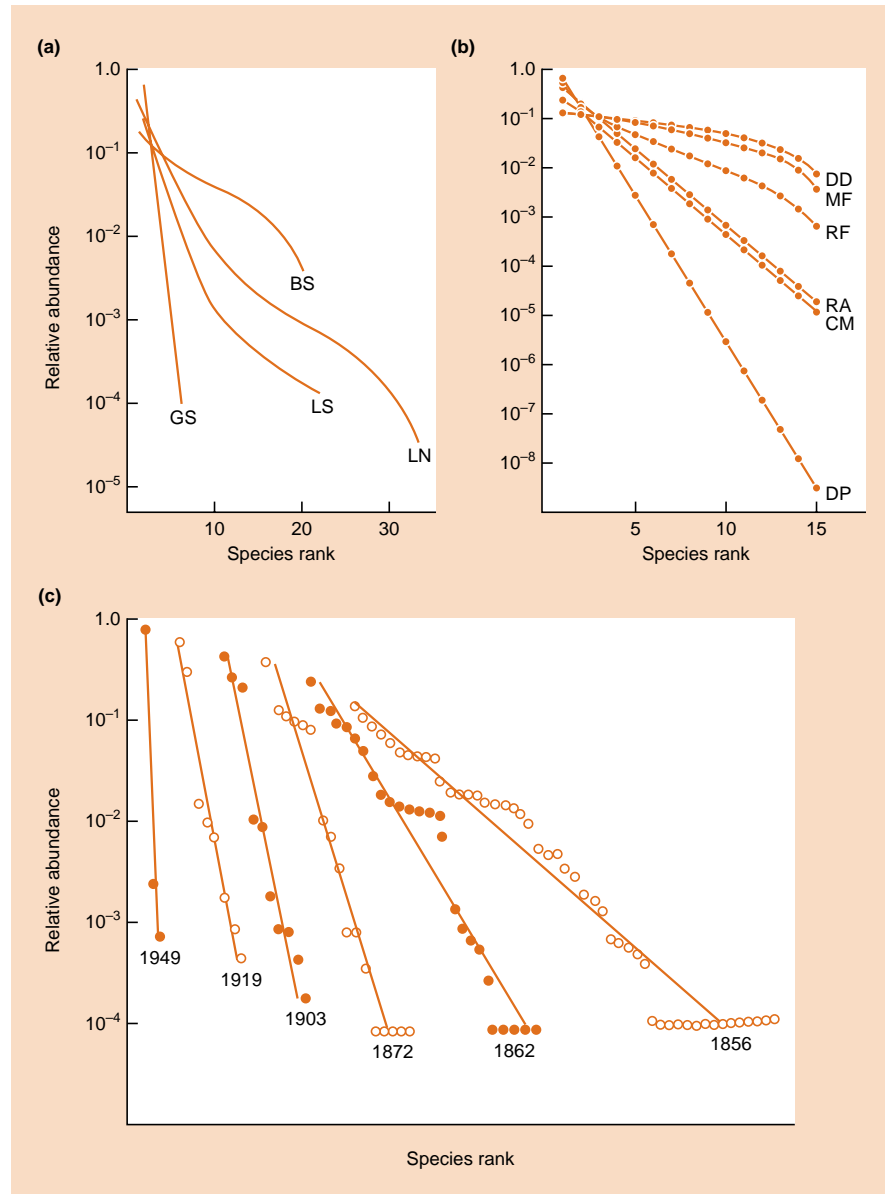 (a)
1.0
10⁻¹
10⁻²
10⁻³
10⁻⁴
10⁻⁵
Relative abundance
BS
GS
LS
LN
10 20 30
Species rank
(b)
1.0
10⁻¹
10⁻²
10⁻³
10⁻⁴
10⁻⁵
10⁻⁶
10⁻⁷
10⁻⁸
DD
MF
RF
RA
CM
DP
5 10 15
Species rank
(c)
1.0
10⁻¹
10⁻²
10⁻³
10⁻⁴
Relative abundance
1949
1919
1903
1872
1862
1856
Species rank